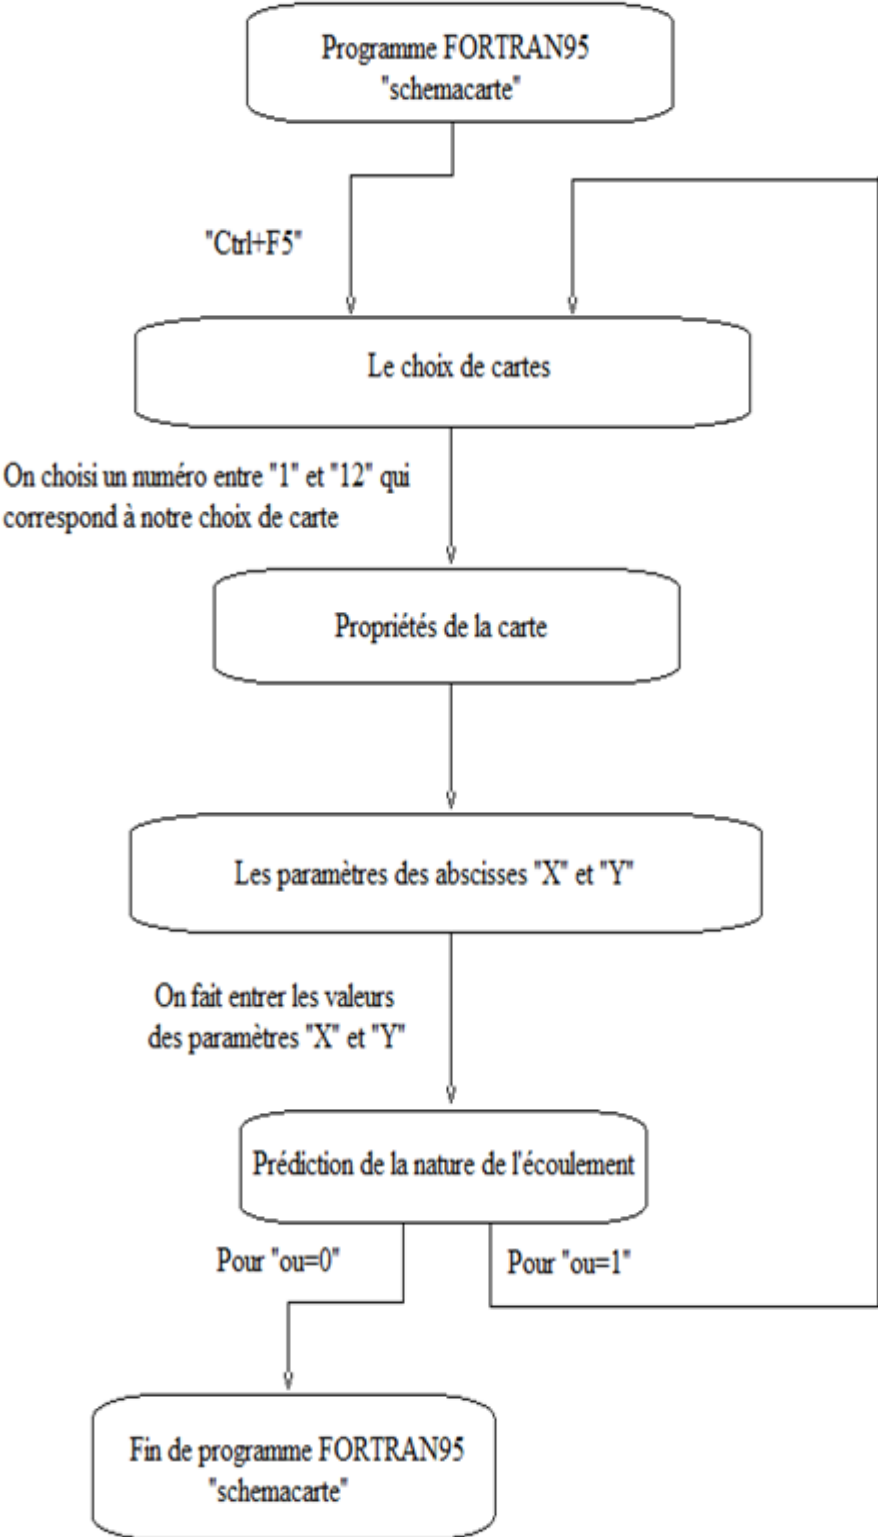 Programme FORTRAN95
"schemacarte"
"Ctrl+F5"
Le choix de cartes
On choisi un numéro entre "1" et "12" qui
correspond à notre choix de carte
Propriétés de la carte
Les paramètres des abscisses "X" et "Y"
On fait entrer les valeurs
des paramètres "X" et "Y"
Prédiction de la nature de l'écoulement
Pour "ou=0"
Pour "ou=1"
Fin de programme FORTRAN95
"schemacarte"